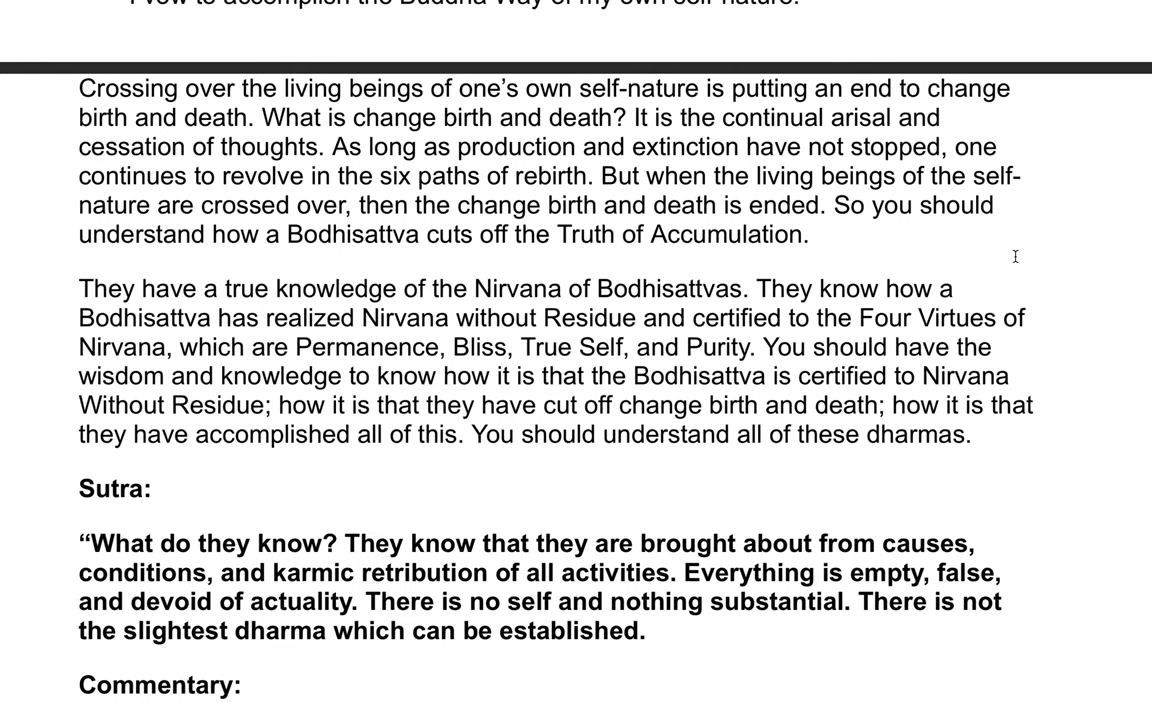 I vow to accomplish the Buddha Way of my own self-nature.
Crossing over the living beings of one’s own self-nature is putting an end to change
birth and death. What is change birth and death? It is the continual arisal and
cessation of thoughts. As long as production and extinction have not stopped, one
continues to revolve in the six paths of rebirth. But when the living beings of the self-
nature are crossed over, then the change birth and death is ended. So you should
understand how a Bodhisattva cuts off the Truth of Accumulation.
They have a true knowledge of the Nirvana of Bodhisattvas. They know how a
Bodhisattva has realized Nirvana without Residue and certified to the Four Virtues of
Nirvana, which are Permanence, Bliss, True Self, and Purity. You should have the
wisdom and knowledge to know how it is that the Bodhisattva is certified to Nirvana
Without Residue; how it is that they have cut off change birth and death; how it is that
they have accomplished all of this. You should understand all of these dharmas.
Sutra:
“What do they know? They know that they are brought about from causes,
conditions, and karmic retribution of all activities. Everything is empty, false,
and devoid of actuality. There is no self and nothing substantial. There is not
the slightest dharma which can be established.
Commentary: